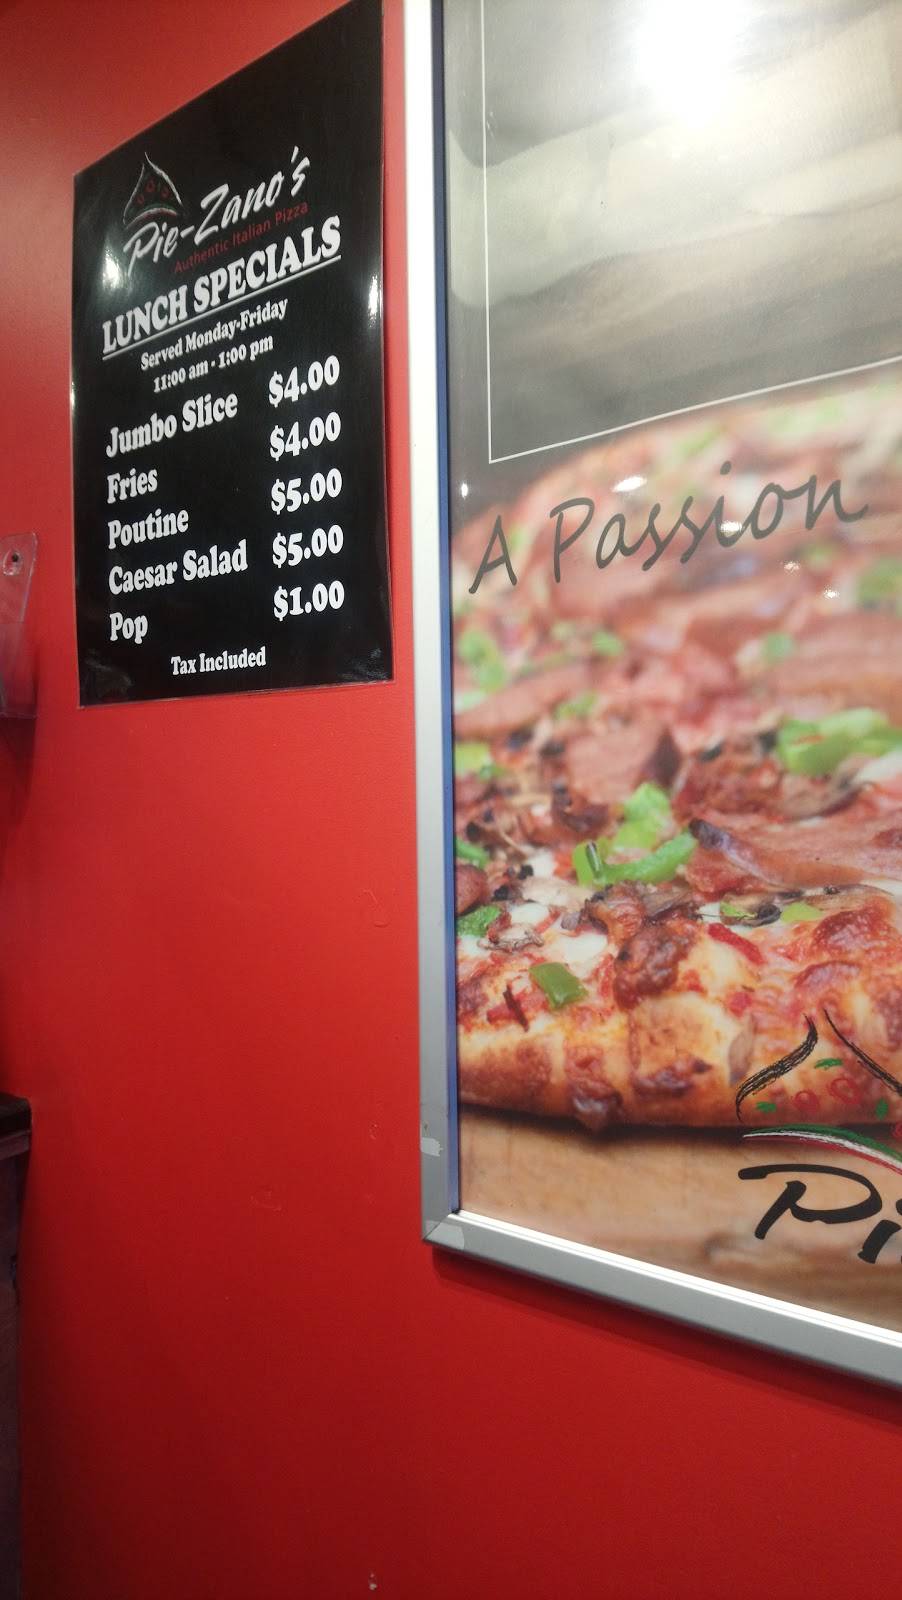 Pie-Zano's
Authentic Italian Pizza
LUNCH SPECIALS
Served Monday-Friday
11:00 am - 1:00 pm
Jumbo Slice $4.00
Fries $4.00
Poutine $5.00
Caesar Salad $5.00
Pop $1.00
Tax Included
A Passion
Pi